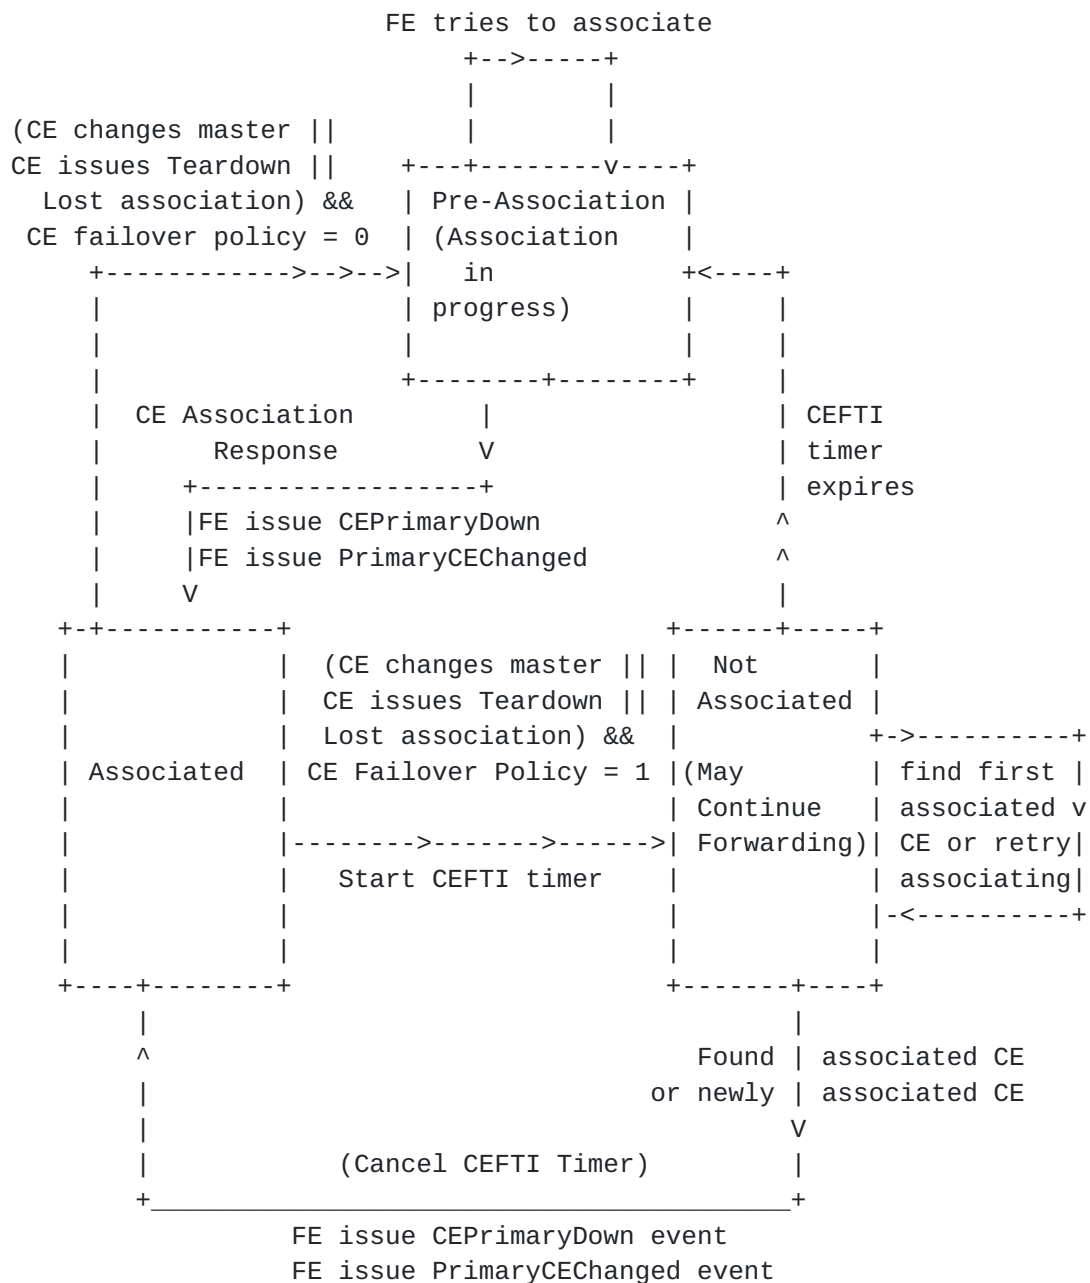 FE tries to associate
+-->-----+
|        |
(CE changes master ||        |        |
CE issues Teardown ||    +---+--------v----+
Lost association) &&   | Pre-Association |
CE failover policy = 0  | (Association    |
+------------>-->-->|   in            +<----+
|                   | progress)       |     |
|                   |                 |     |
|                   +--------+--------+     |
|  CE Association        |                  | CEFTI
|       Response         V                  | timer
|     +------------------+                  | expires
|     |FE issue CEPrimaryDown               ^
|     |FE issue PrimaryCEChanged            ^
|     V                                     |
+-+-----------+                        +------+-----+
|             |  (CE changes master || |  Not       |
|             |  CE issues Teardown || | Associated |
|             |  Lost association) &&  |            +->----------+
| Associated  | CE Failover Policy = 1 |(May        | find first |
|             |                        | Continue   | associated v
|             |-------->------->------>| Forwarding)| CE or retry|
|             |   Start CEFTI timer    |            | associating|
|             |                        |            |-<----------+
|             |                        |            |
+----+--------+                        +-------+----+
|                                         |
^                                   Found | associated CE
|                                or newly | associated CE
|                                         V
|            (Cancel CEFTI Timer)         |
+_________________________________________+
FE issue CEPrimaryDown event
FE issue PrimaryCEChanged event